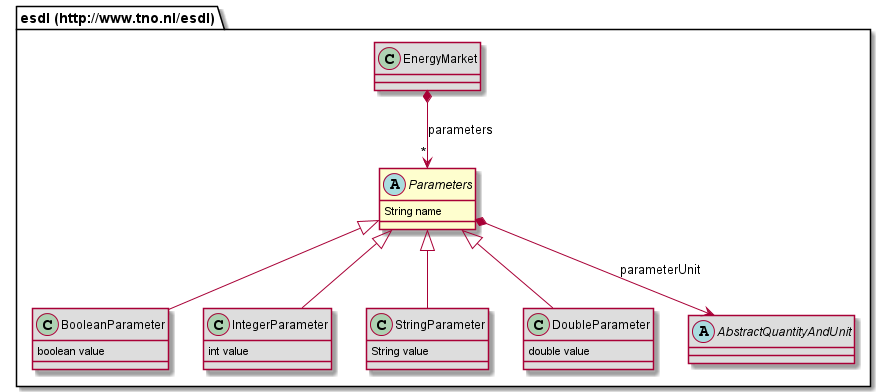 esdl (http://www.tno.nl/esdl)
C EnergyMarket
parameters
*
A Parameters
String name
parameterUnit
C BooleanParameter
boolean value
C IntegerParameter
int value
C StringParameter
String value
C DoubleParameter
double value
A AbstractQuantityAndUnit